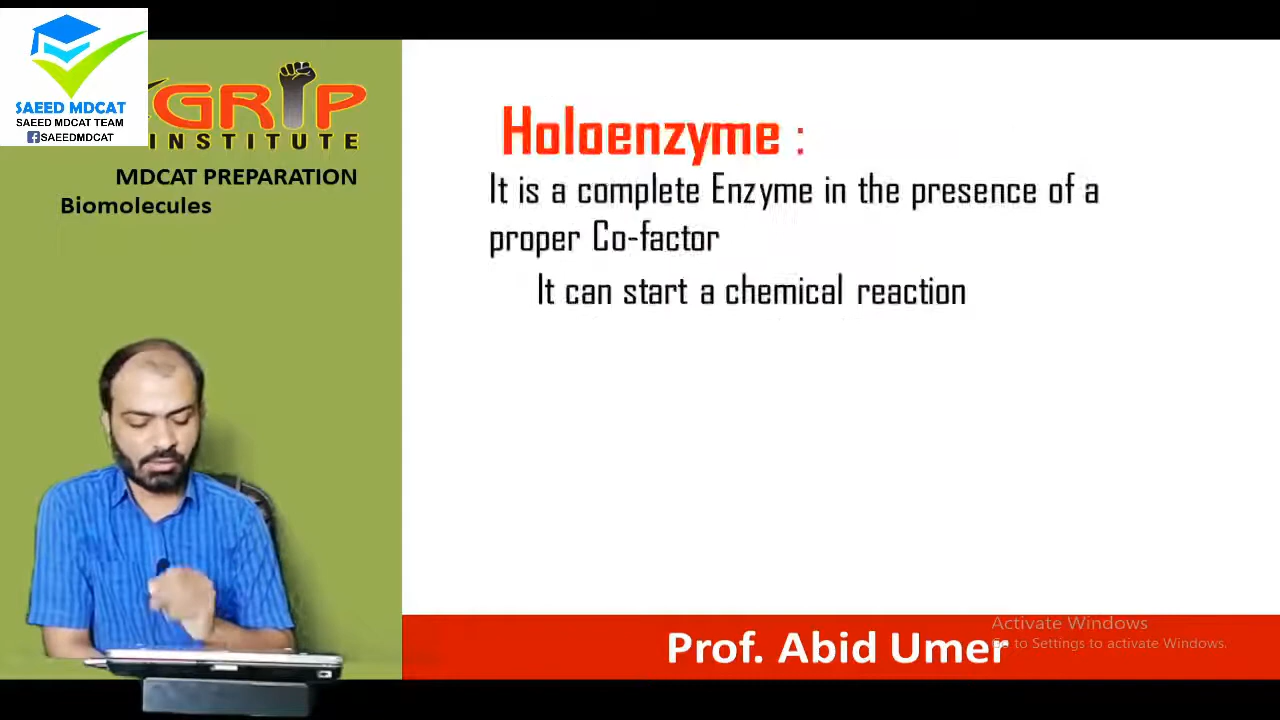 SAEED MDCAT
SAEED MDCAT TEAM
SAEEDMDCAT
GRIP
INSTITUTE
MDCAT PREPARATION
Biomolecules
Holoenzyme :
It is a complete Enzyme in the presence of a
proper Co-factor
It can start a chemical reaction
Activate Windows
Go to Settings to activate Windows.
Prof. Abid Umer